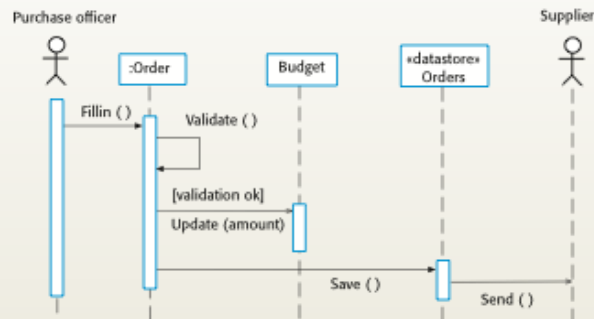 Purchase officer
Supplier
:Order
Budget
«datastore»
Orders
Fillin ( )
Validate ( )
[validation ok]
Update (amount)
Save ( )
Send ( )